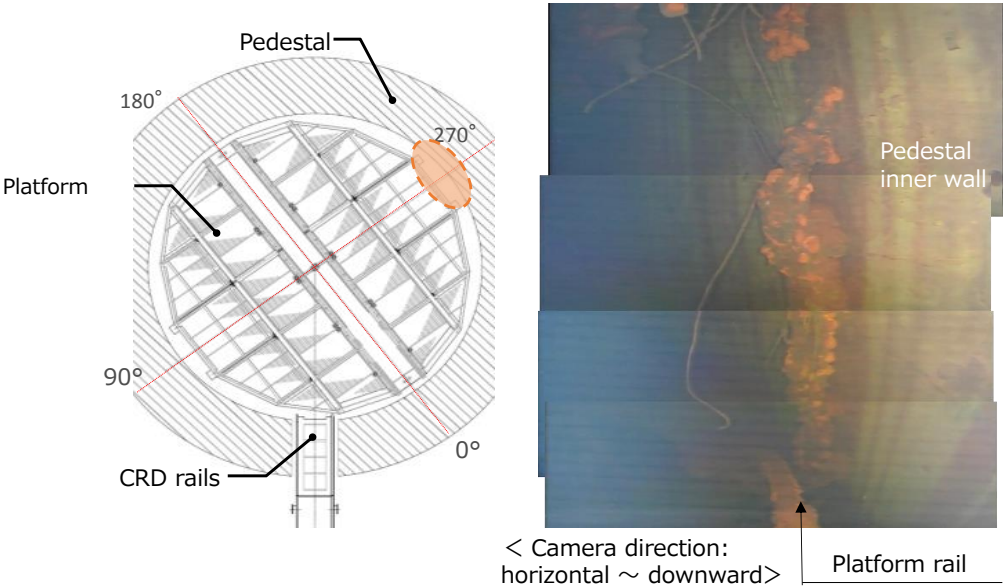 Pedestal
180°
270°
Platform
90°
0°
CRD rails
Pedestal
inner wall
< Camera direction:
horizontal ～ downward>
Platform rail